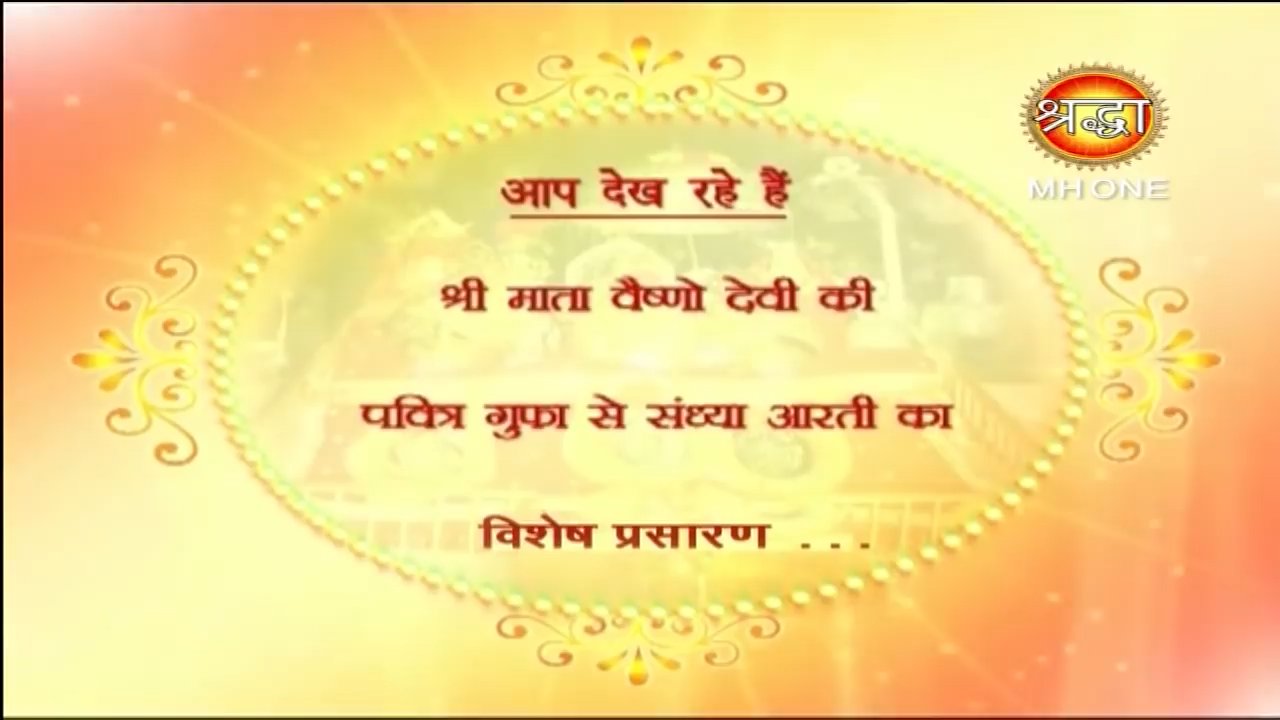 श्रद्धा
MH ONE
आप देख रहे हैं
श्री माता वैष्णो देवी की
पवित्र गुफा से संध्या आरती का
विशेष प्रसारण ...